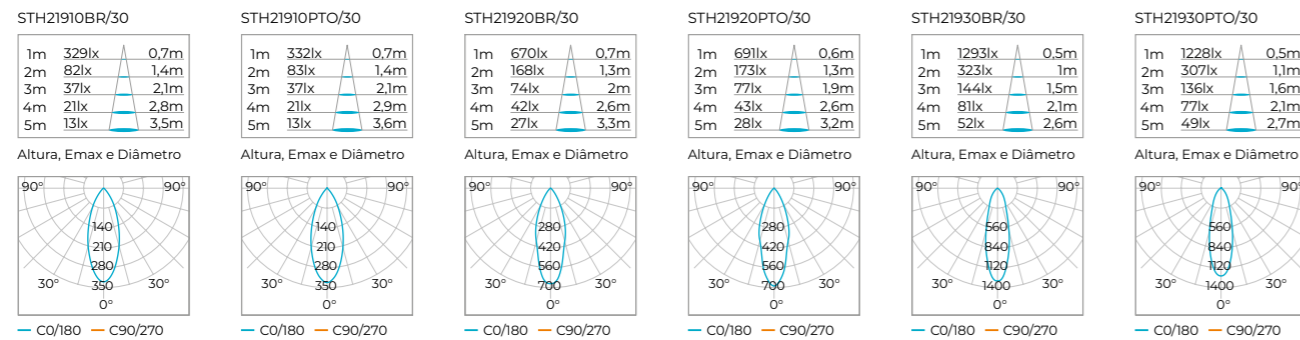 STH21910BR/30
1m 329lx 0,7m
2m 82lx 1,4m
3m 37lx 2,1m
4m 21lx 2,8m
5m 13lx 3,5m
Altura, Emax e Diâmetro
90° 90°
140
210
280
30° 350 30°
0°
C0/180 C90/270
STH21910PTO/30
1m 332lx 0,7m
2m 83lx 1,4m
3m 37lx 2,1m
4m 21lx 2,9m
5m 13lx 3,6m
Altura, Emax e Diâmetro
90° 90°
140
210
280
30° 350 30°
0°
C0/180 C90/270
STH21920BR/30
1m 670lx 0,7m
2m 168lx 1,3m
3m 74lx 2m
4m 42lx 2,6m
5m 27lx 3,3m
Altura, Emax e Diâmetro
90° 90°
280
420
560
30° 700 30°
0°
C0/180 C90/270
STH21920PTO/30
1m 691lx 0,6m
2m 173lx 1,3m
3m 77lx 1,9m
4m 43lx 2,6m
5m 28lx 3,2m
Altura, Emax e Diâmetro
90° 90°
280
420
560
30° 700 30°
0°
C0/180 C90/270
STH21930BR/30
1m 1293lx 0,5m
2m 323lx 1m
3m 144lx 1,5m
4m 81lx 2,1m
5m 52lx 2,6m
Altura, Emax e Diâmetro
90° 90°
560
840
1120
30° 1400 30°
0°
C0/180 C90/270
STH21930PTO/30
1m 1228lx 0,5m
2m 307lx 1,1m
3m 136lx 1,6m
4m 77lx 2,1m
5m 49lx 2,7m
Altura, Emax e Diâmetro
90° 90°
560
840
1120
30° 1400 30°
0°
C0/180 C90/270